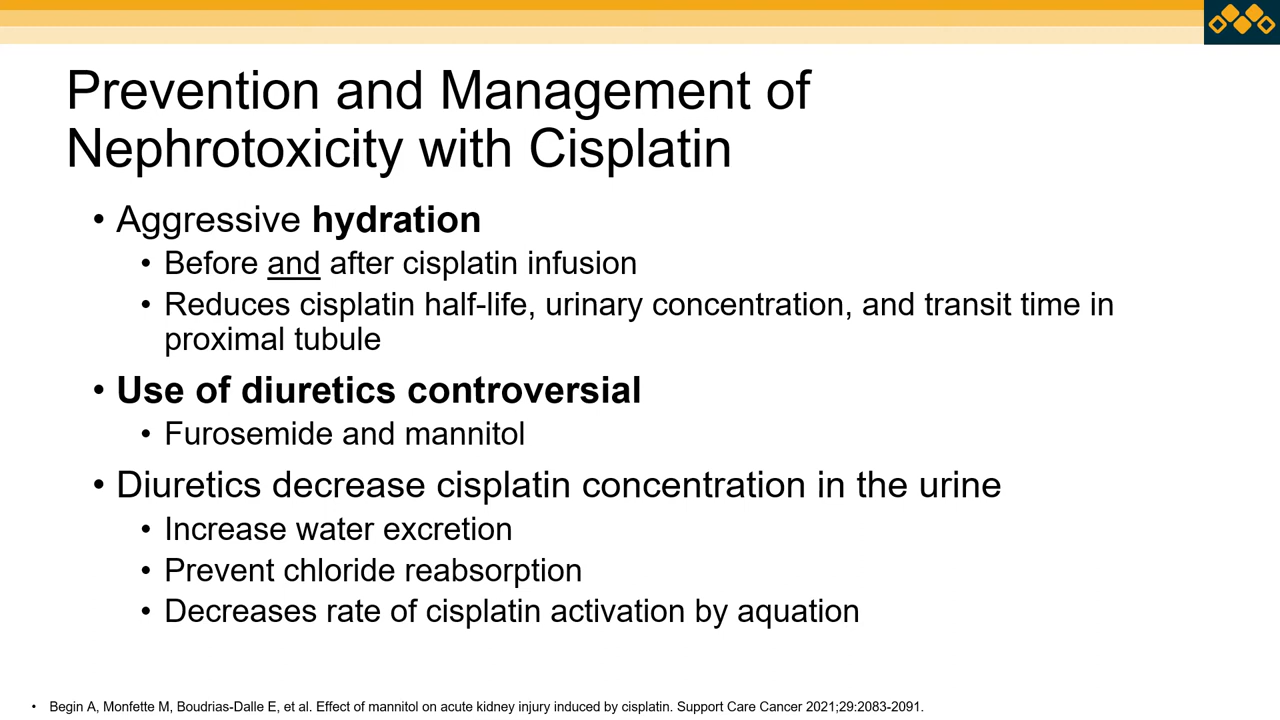 Prevention and Management of
Nephrotoxicity with Cisplatin
• Aggressive hydration
• Before and after cisplatin infusion
• Reduces cisplatin half-life, urinary concentration, and transit time in
proximal tubule
• Use of diuretics controversial
• Furosemide and mannitol
• Diuretics decrease cisplatin concentration in the urine
• Increase water excretion
• Prevent chloride reabsorption
• Decreases rate of cisplatin activation by aquation
• Begin A, Monfette M, Boudrias-Dalle E, et al. Effect of mannitol on acute kidney injury induced by cisplatin. Support Care Cancer 2021;29:2083-2091.